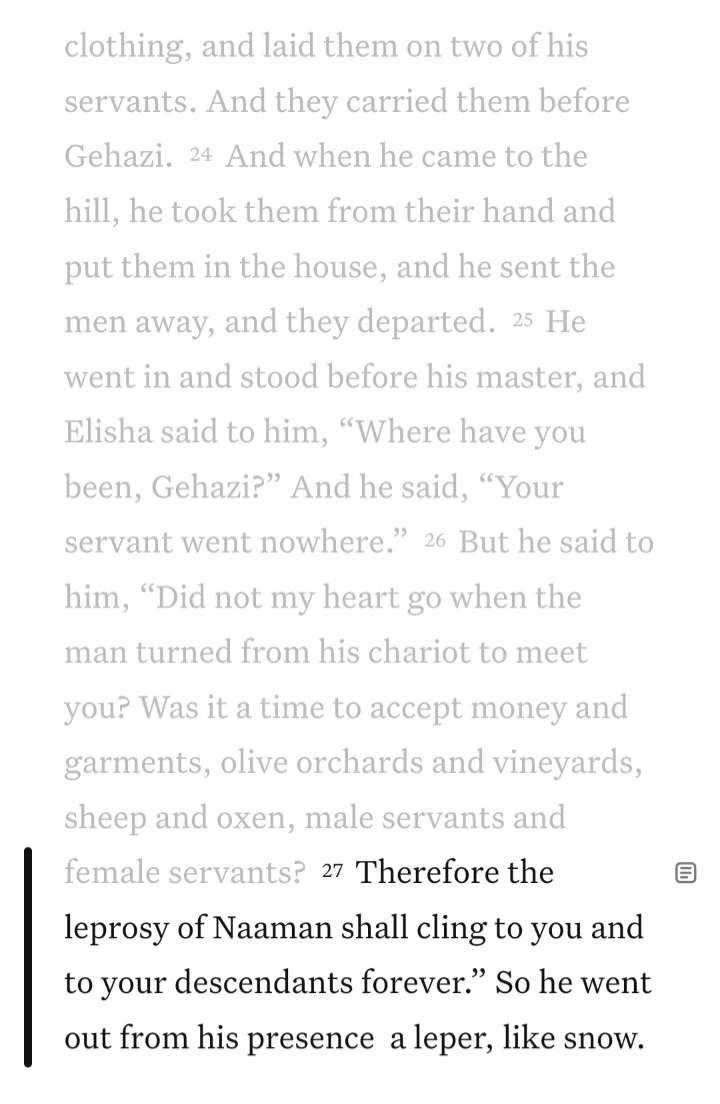 clothing, and laid them on two of his
servants. And they carried them before
Gehazi. 24 And when he came to the
hill, he took them from their hand and
put them in the house, and he sent the
men away, and they departed. 25 He
went in and stood before his master, and
Elisha said to him, “Where have you
been, Gehazi?” And he said, “Your
servant went nowhere.” 26 But he said to
him, “Did not my heart go when the
man turned from his chariot to meet
you? Was it a time to accept money and
garments, olive orchards and vineyards,
sheep and oxen, male servants and
female servants? 27 Therefore the
leprosy of Naaman shall cling to you and
to your descendants forever.” So he went
out from his presence a leper, like snow.